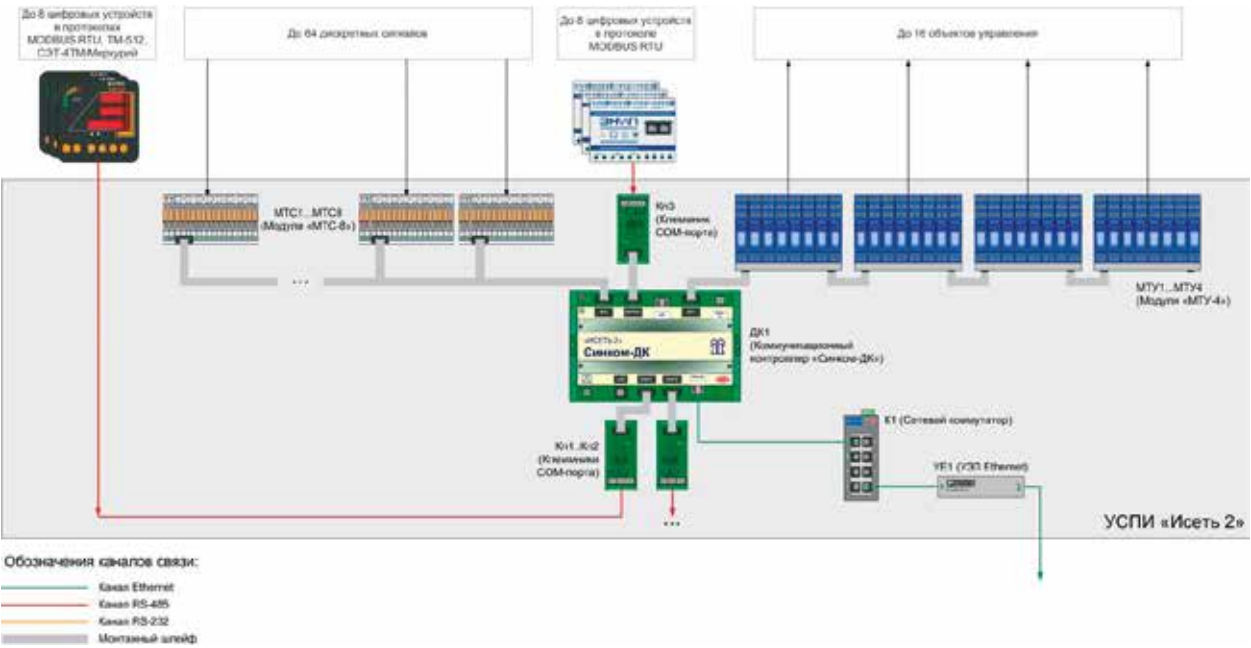 До 8 цифровых устройств
в протоколах
MODBUS RTU, ТМ-512,
СЭТ-4ТМ/Меркурий
До 64 дискретных сигналов
До 8 цифровых устройств
в протоколе
MODBUS RTU
До 16 объектов управления
МТС1...МТС8
(Модули «МТС-8»)
Кл3
(Клеммник
COM-порта)
ЭНИП
МТУ1...МТУ4
(Модули «МТУ-4»)
«ИСЕТЬ 2»
Синком-ДК
ДК1
(Коммуникационный
контроллер «Синком-ДК»)
Кл1..Кл2
(Клеммники
COM-порта)
К1 (Сетевой коммутатор)
YE1 (УЗП Ethernet)
...
...
УСПИ «Исеть 2»
Обозначения каналов связи:
Канал Ethernet
Канал RS-485
Канал RS-232
Монтажный шлейф